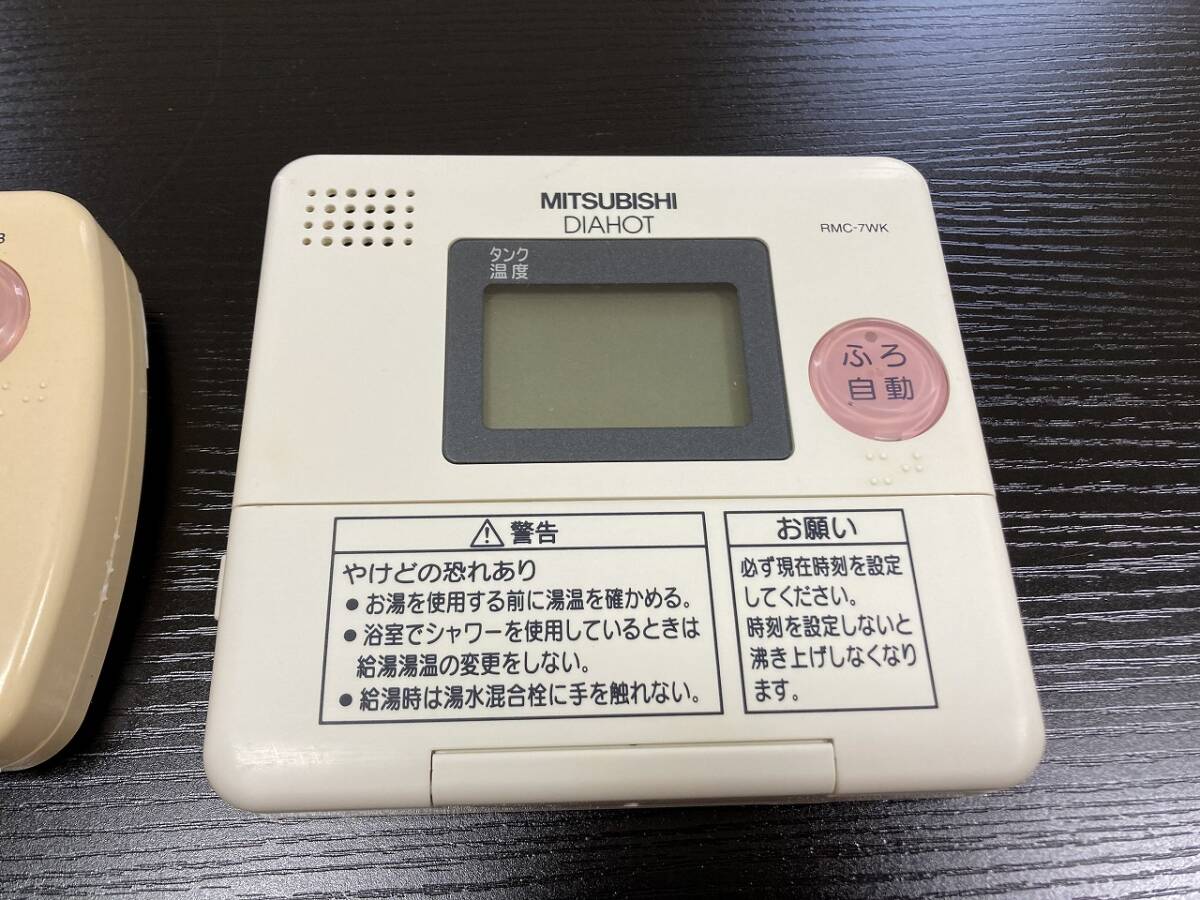 MITSUBISHI
DIAHOT
RMC-7WK
タンク
温度
ふろ
自動
警告
やけどの恐れあり
● お湯を使用する前に湯温を確かめる。
● 浴室でシャワーを使用しているときは
給湯湯温の変更をしない。
● 給湯時は湯水混合栓に手を触れない。
お願い
必ず現在時刻を設定
してください。
時刻を設定しないと
沸き上げしなくなり
ます。